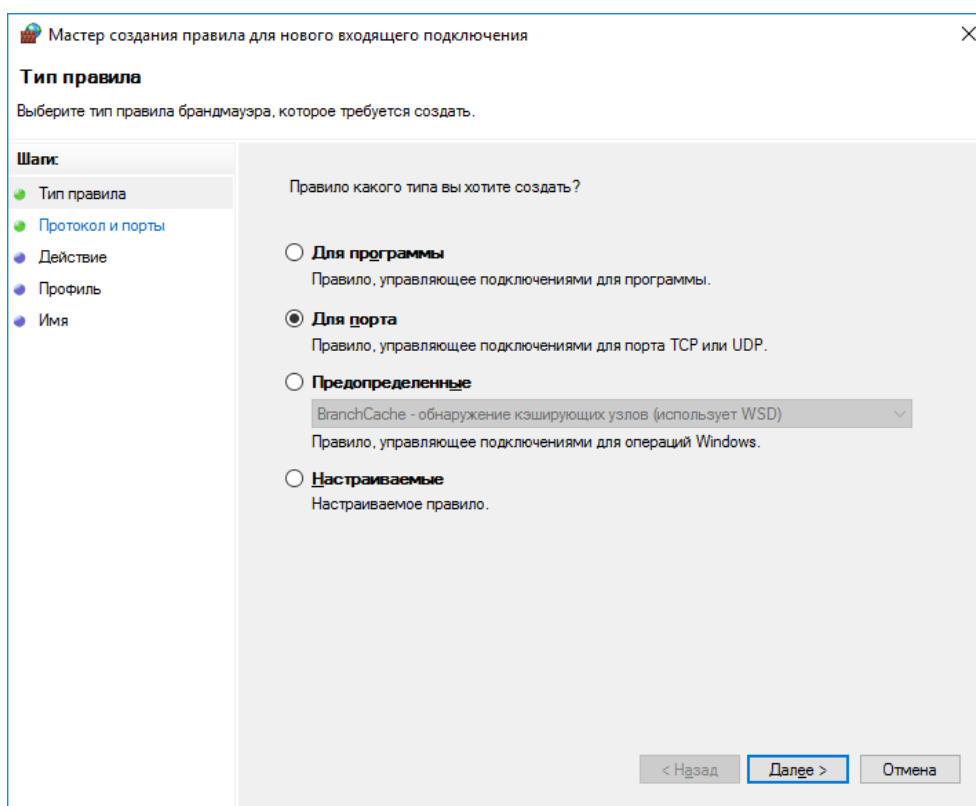 Мастер создания правила для нового входящего подключения
Тип правила
Выберите тип правила брандмауэра, которое требуется создать.
Шаги:
Тип правила
Протокол и порты
Действие
Профиль
Имя
Правило какого типа вы хотите создать?
Для программы
Правило, управляющее подключениями для программы.
Для порта
Правило, управляющее подключениями для порта TCP или UDP.
Предопределенные
BranchCache - обнаружение кэширующих узлов (использует WSD)
Правило, управляющее подключениями для операций Windows.
Настраиваемые
Настраиваемое правило.
< Назад
Далее >
Отмена